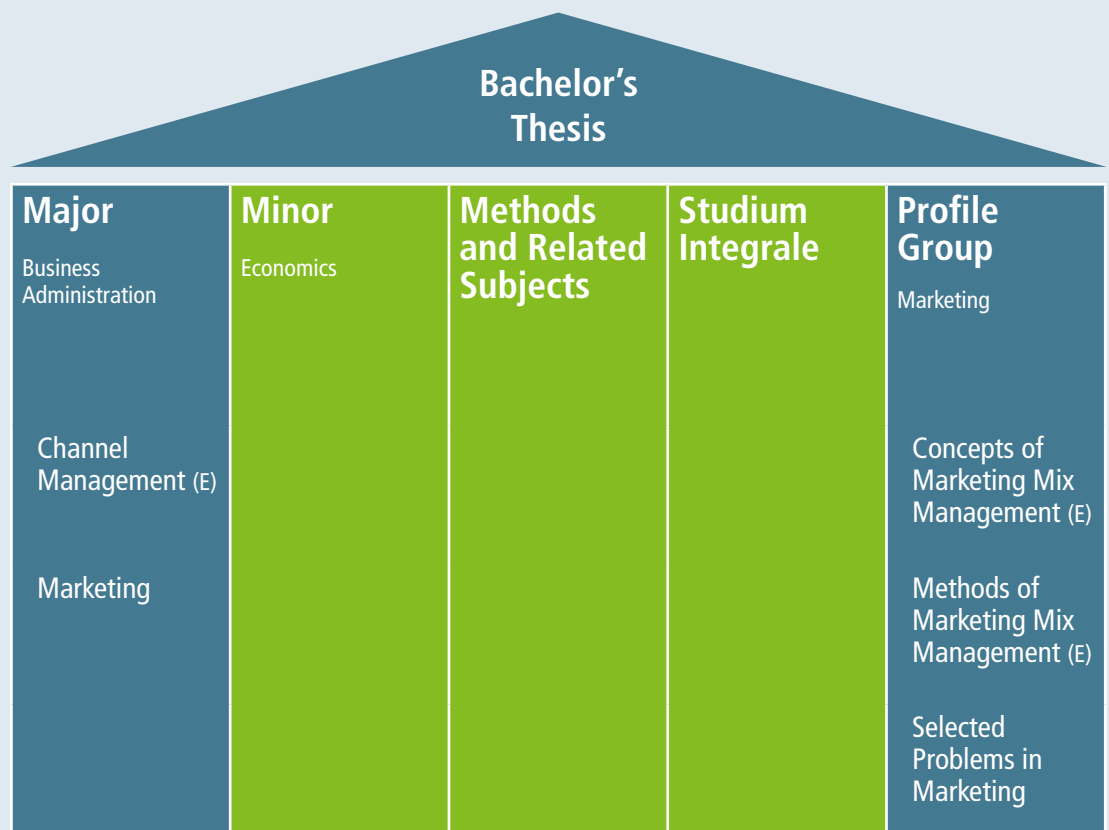 Bachelor’s
Thesis
Major
Business
Administration
Channel
Management (E)
Marketing
Minor
Economics
Methods
and Related
Subjects
Studium
Integrale
Profile
Group
Marketing
Concepts of
Marketing Mix
Management (E)
Methods of
Marketing Mix
Management (E)
Selected
Problems in
Marketing